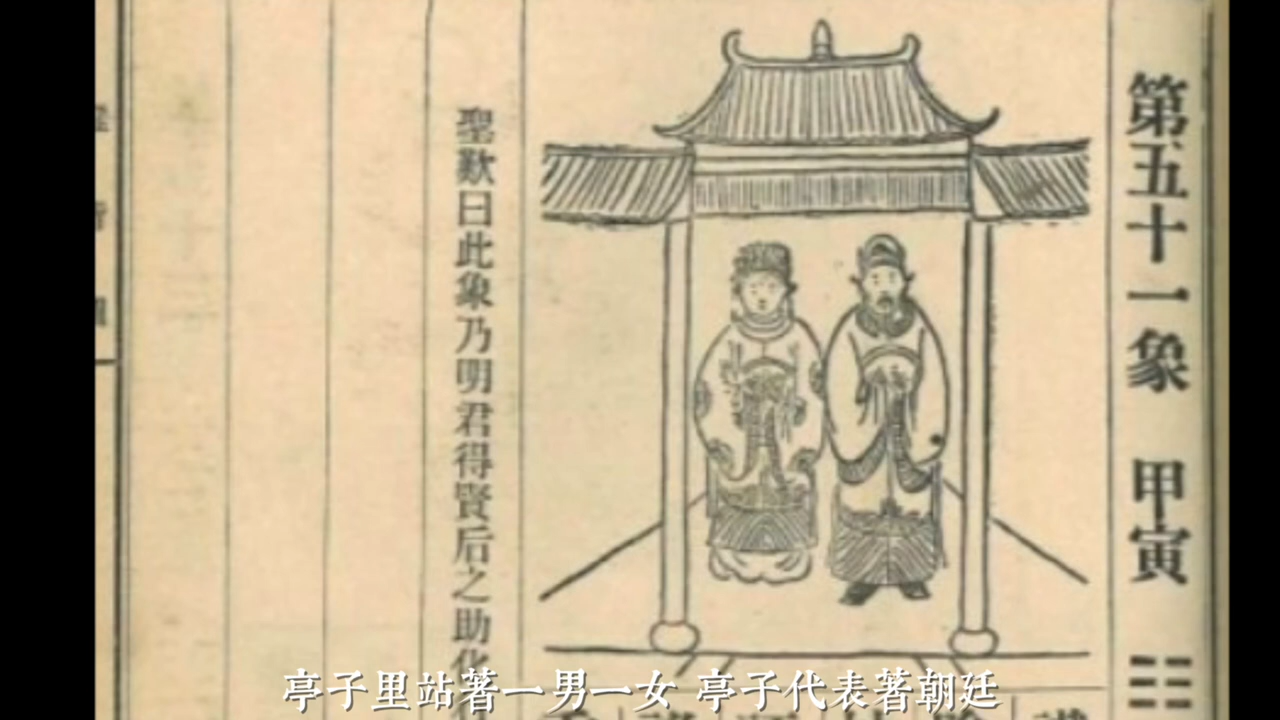 第五十一象 甲寅
聖歎曰此象乃明君得賢后之助化
亭子里站著一男一女 亭子代表著朝廷